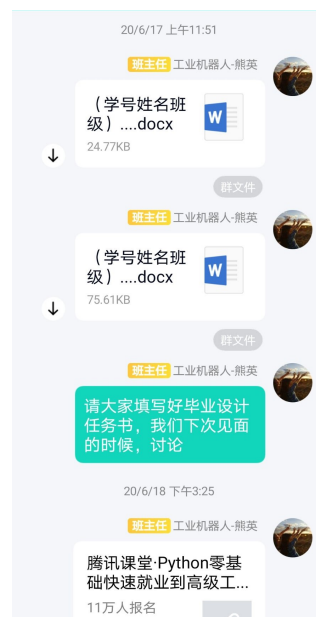 20/6/17 上午11:51
班主任 工业机器人-熊英
（学号姓名班
级）....docx
W
24.77KB
群文件
班主任 工业机器人-熊英
（学号姓名班
级）....docx
W
75.61KB
群文件
班主任 工业机器人-熊英
请大家填写好毕业设计
任务书，我们下次见面
的时候，讨论
20/6/18 下午3:25
班主任 工业机器人-熊英
腾讯课堂·Python零基
础快速就业到高级工...
11万人报名